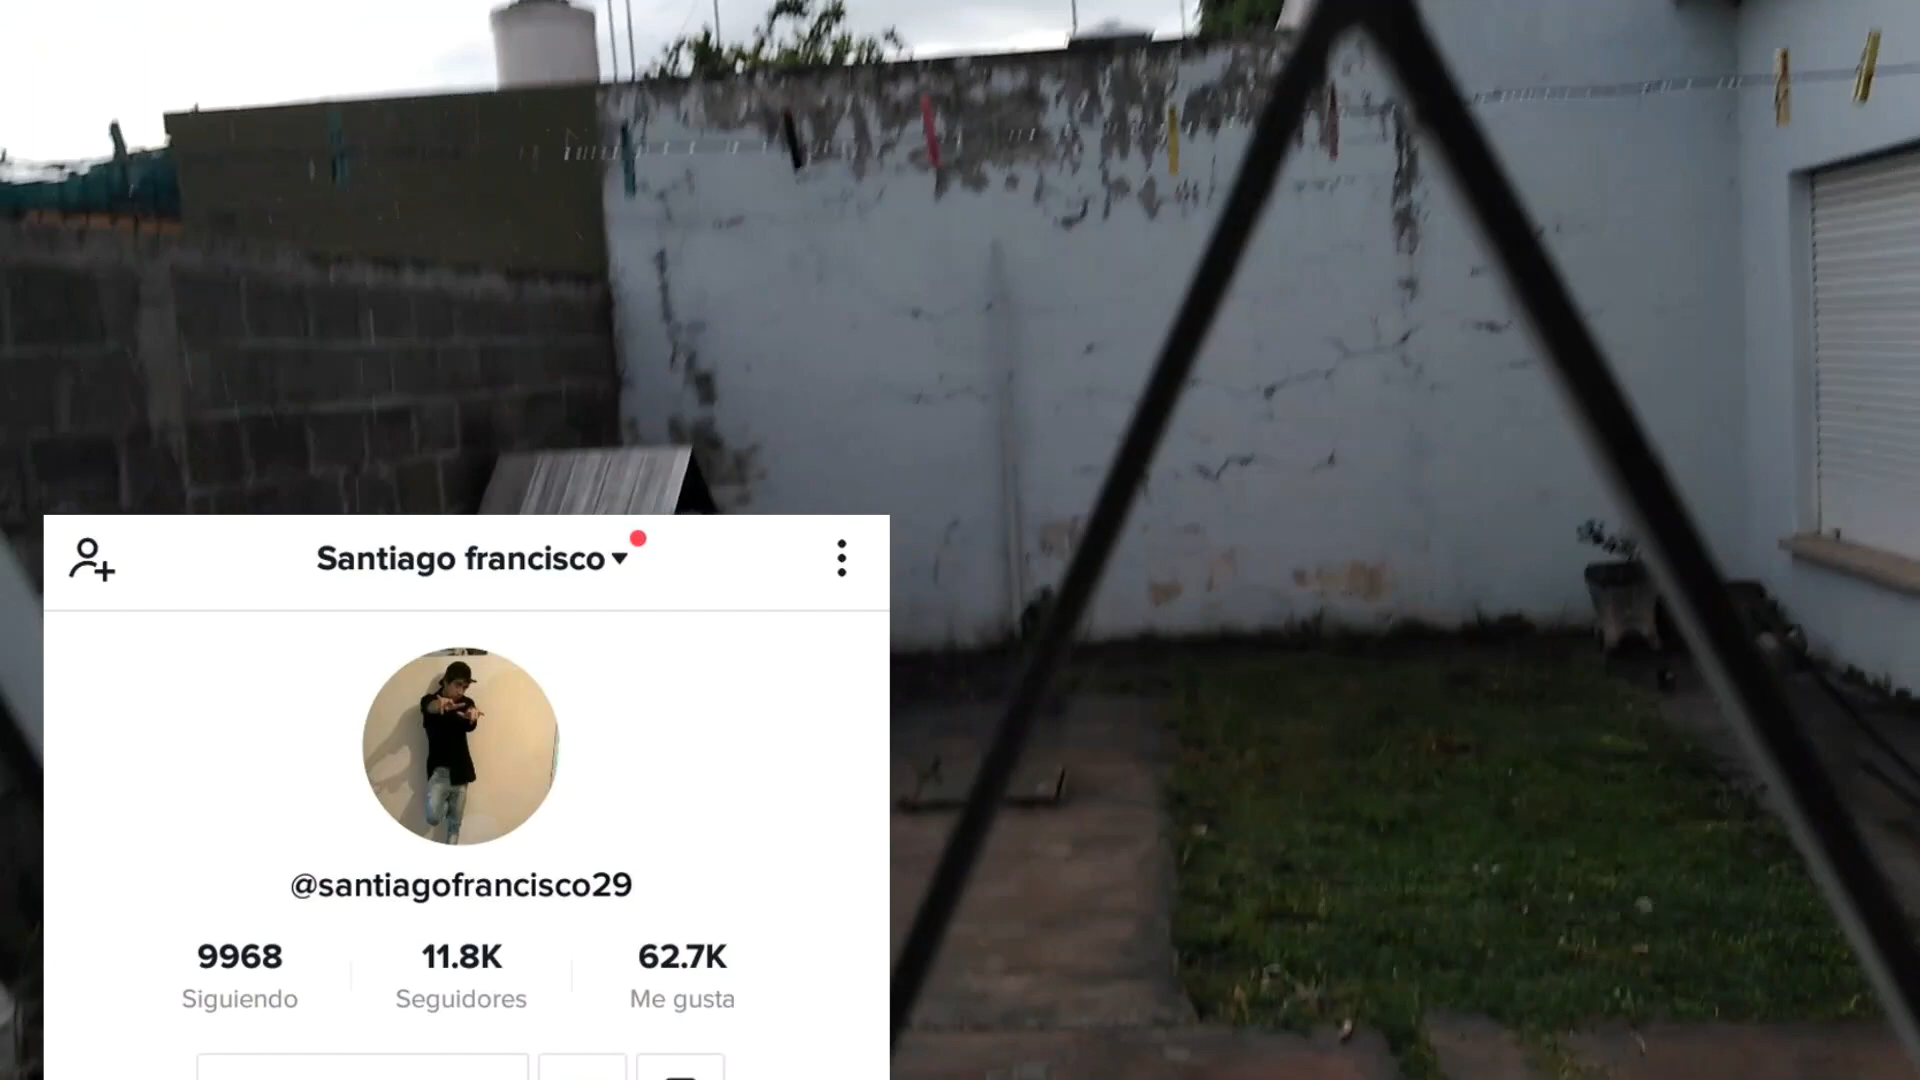 Santiago francisco
@santiagofrancisco29
9968 11.8K 62.7K
Siguiendo Seguidores Me gusta